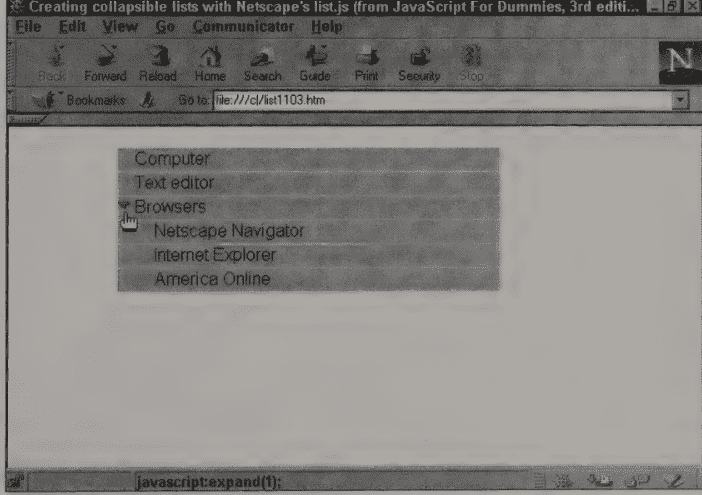 Creating collapsible lists with Netscape's list.js (from JavaScript For Dummies, 3rd editi...
File Edit View Go Communicator Help
Back Forward Reload Home Search Guide Print Security Stop
N
Bookmarks Go to: file:///c|/list1103.htm
Computer
Text editor
Browsers
Netscape Navigator
Internet Explorer
America Online
javascript:expand(1);